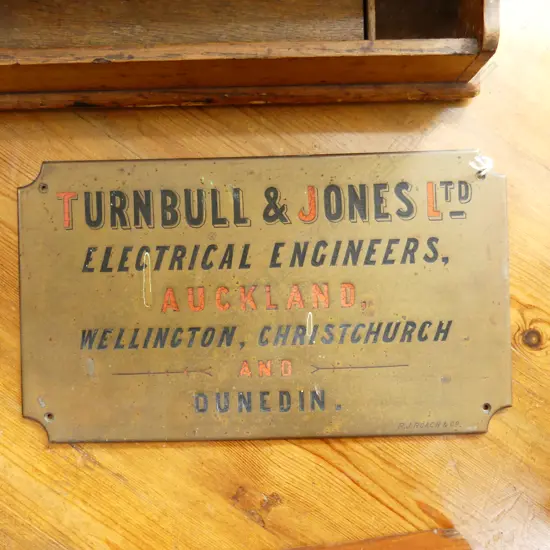 TURNBULL & JONES LTD
ELECTRICAL ENGINEERS,
AUCKLAND,
WELLINGTON, CHRISTCHURCH
AND
DUNEDIN.